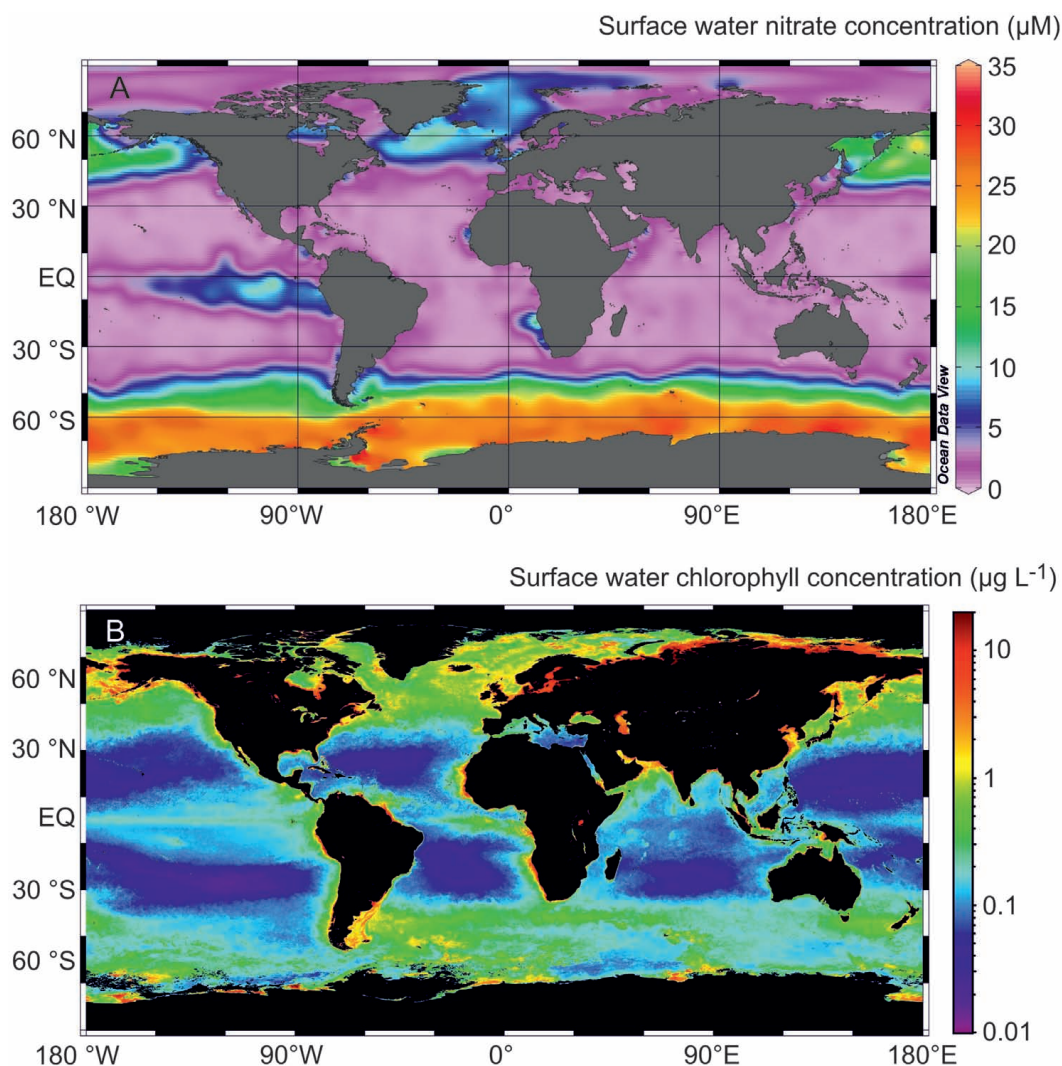 Surface water nitrate concentration (µM)
A
35
30
25
20
15
10
5
0
60 °N
30 °N
EQ
30 °S
60 °S
Ocean Data View
180 °W
90°W
0°
90°E
180°E
Surface water chlorophyll concentration (µg L⁻¹)
B
10
1
0.1
0.01
60 °N
30 °N
EQ
30 °S
60 °S
180 °W
90 °W
0°
90°E
180°E